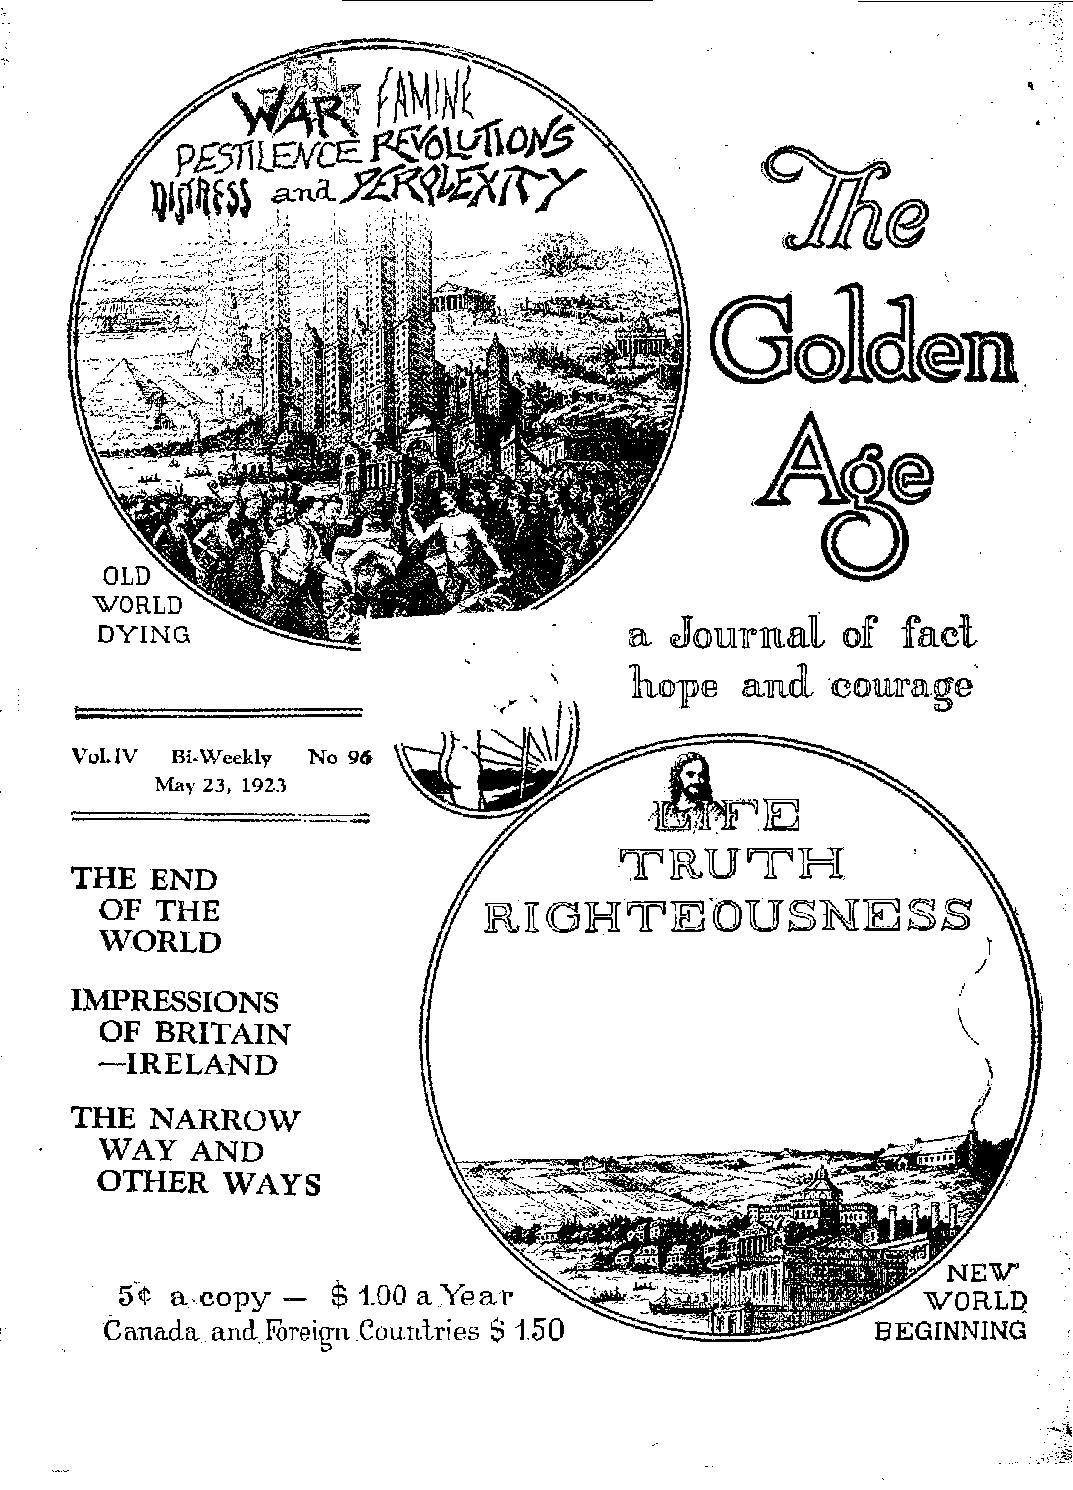 WAR FAMINE
PESTILENCE REVOLUTIONS
DISTRESS and PERPLEXITY
The
Golden
Age
OLD
WORLD
DYING
a Journal of fact
hope and courage
Vol. IV Bi-Weekly No 96
May 23, 1923
LIFE
TRUTH
RIGHTEOUSNESS
THE END
OF THE
WORLD
IMPRESSIONS
OF BRITAIN
—IRELAND
THE NARROW
WAY AND
OTHER WAYS
5¢ a copy — $ 1.00 a Year
Canada and Foreign Countries $ 1.50
NEW
WORLD
BEGINNING